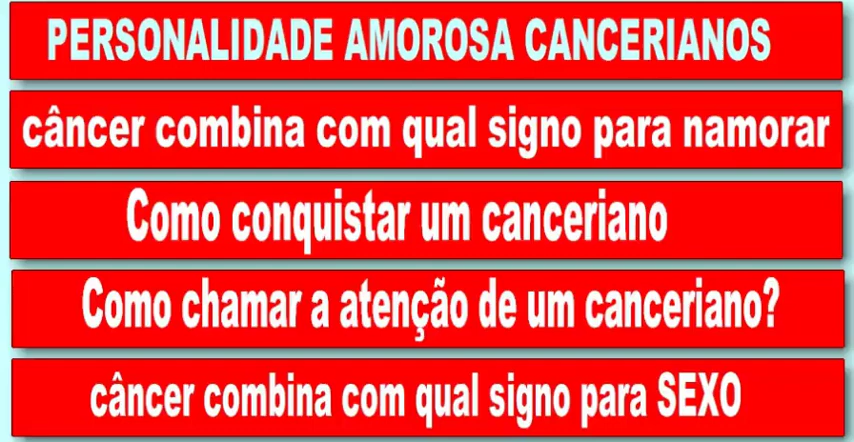 PERSONALIDADE AMOROSA CANCERIANOS
câncer combina com qual signo para namorar
Como conquistar um canceriano
Como chamar a atenção de um canceriano?
câncer combina com qual signo para SEXO